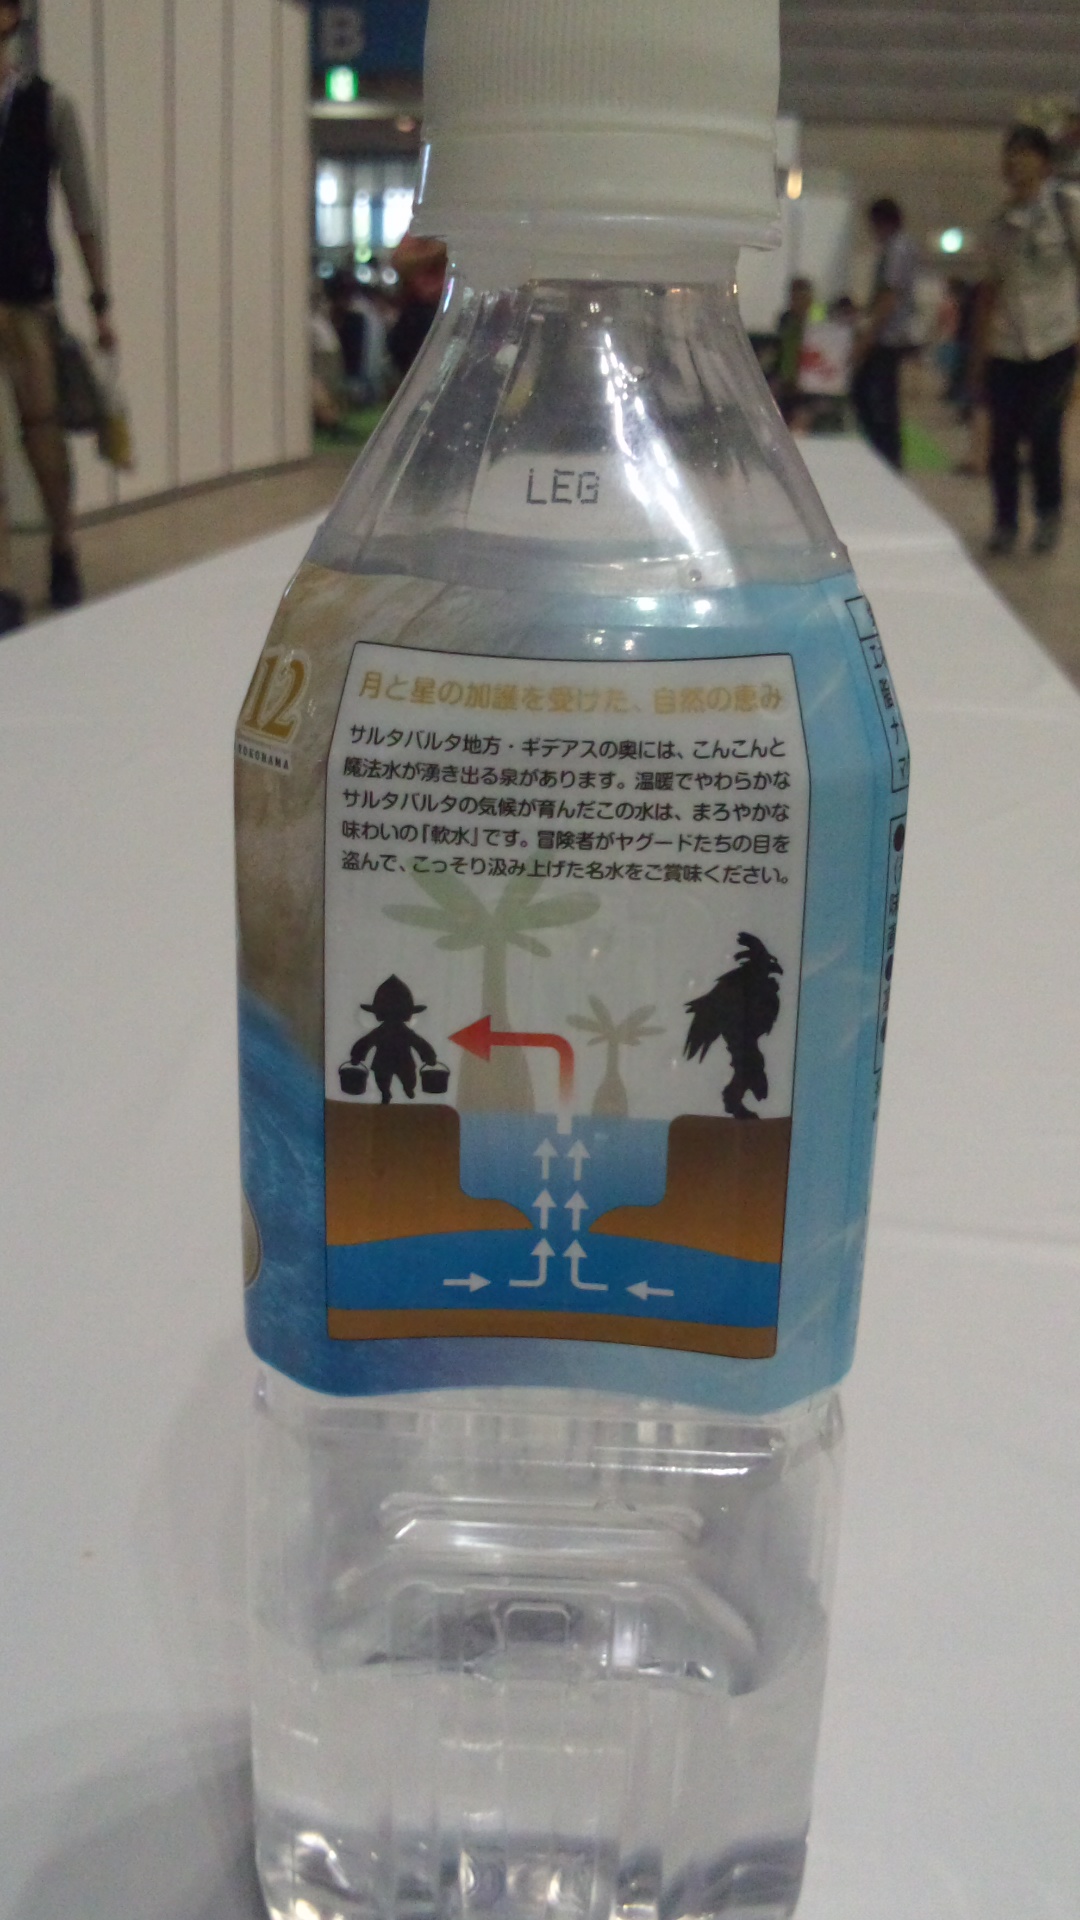 B
LEB
12
YOKOHAMA
月と星の加護を受けた、自然の恵み
サルタバルタ地方・ギデアスの奥には、こんこんと
魔法水が湧き出る泉があります。温暖でやわらかな
サルタバルタの気候が育んだこの水は、まろやかな
味わいの「軟水」です。冒険者がヤグードたちの目を
盗んで、こっそり汲み上げた名水をご賞味ください。